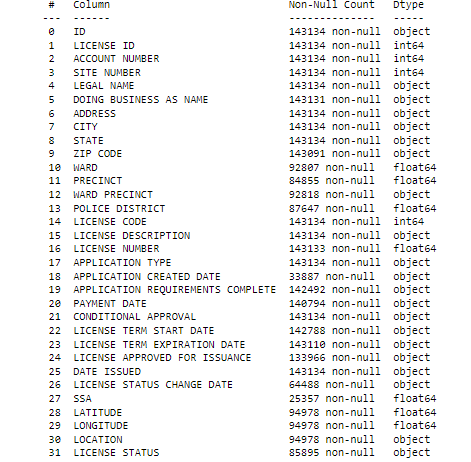 #   Column                             Non-Null Count   Dtype
--- ------                             --------------   -----
0   ID                                 143134 non-null  object
1   LICENSE ID                         143134 non-null  int64
2   ACCOUNT NUMBER                     143134 non-null  int64
3   SITE NUMBER                        143134 non-null  int64
4   LEGAL NAME                         143134 non-null  object
5   DOING BUSINESS AS NAME             143131 non-null  object
6   ADDRESS                            143134 non-null  object
7   CITY                               143134 non-null  object
8   STATE                              143134 non-null  object
9   ZIP CODE                           143091 non-null  object
10  WARD                               92807 non-null   float64
11  PRECINCT                           84855 non-null   float64
12  WARD PRECINCT                      92818 non-null   object
13  POLICE DISTRICT                    87647 non-null   float64
14  LICENSE CODE                       143134 non-null  int64
15  LICENSE DESCRIPTION                143134 non-null  object
16  LICENSE NUMBER                     143133 non-null  float64
17  APPLICATION TYPE                   143134 non-null  object
18  APPLICATION CREATED DATE           33887 non-null   object
19  APPLICATION REQUIREMENTS COMPLETE  142492 non-null  object
20  PAYMENT DATE                       140794 non-null  object
21  CONDITIONAL APPROVAL               143134 non-null  object
22  LICENSE TERM START DATE            142788 non-null  object
23  LICENSE TERM EXPIRATION DATE       143110 non-null  object
24  LICENSE APPROVED FOR ISSUANCE      133966 non-null  object
25  DATE ISSUED                        143134 non-null  object
26  LICENSE STATUS CHANGE DATE         64488 non-null   object
27  SSA                                25357 non-null   float64
28  LATITUDE                           94978 non-null   float64
29  LONGITUDE                          94978 non-null   float64
30  LOCATION                           94978 non-null   object
31  LICENSE STATUS                     85895 non-null   object